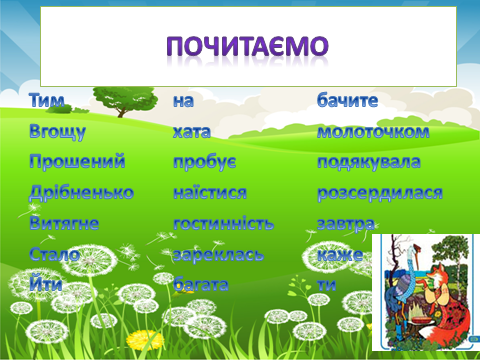 ПОЧИТАЄМО
Тим на бачите
Вгощу хата молоточком
Прошений пробує подякувала
Дрібненько наїстися розсердилася
Витягне гостинність завтра
Стало зареклась каже
Йти багата ти